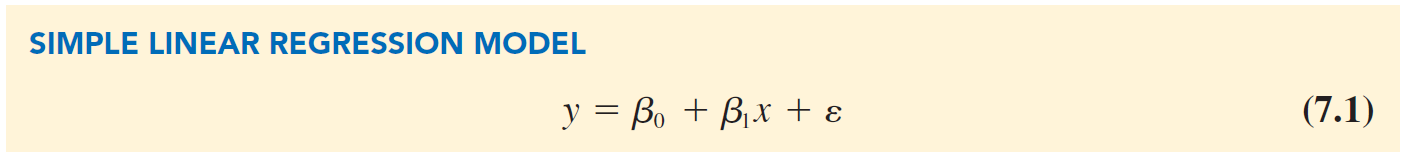 SIMPLE LINEAR REGRESSION MODEL
y = β₀ + β₁x + ε (7.1)